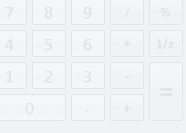 7 8 9 / %
4 5 6 * 1/x
1 2 3 - =
0 . +